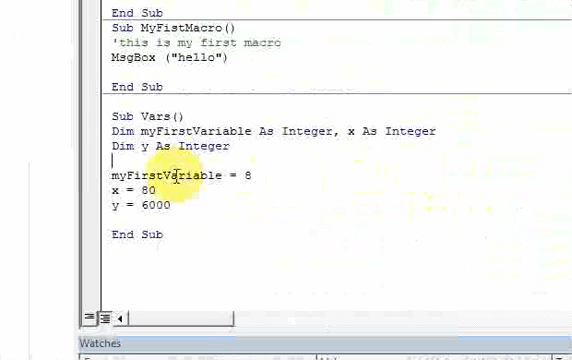 End Sub
Sub MyFistMacro()
'this is my first macro
MsgBox ("hello")
End Sub
Sub Vars()
Dim myFirstVariable As Integer, x As Integer
Dim y As Integer
myFirstVariable = 8
x = 80
y = 6000
End Sub
Watches